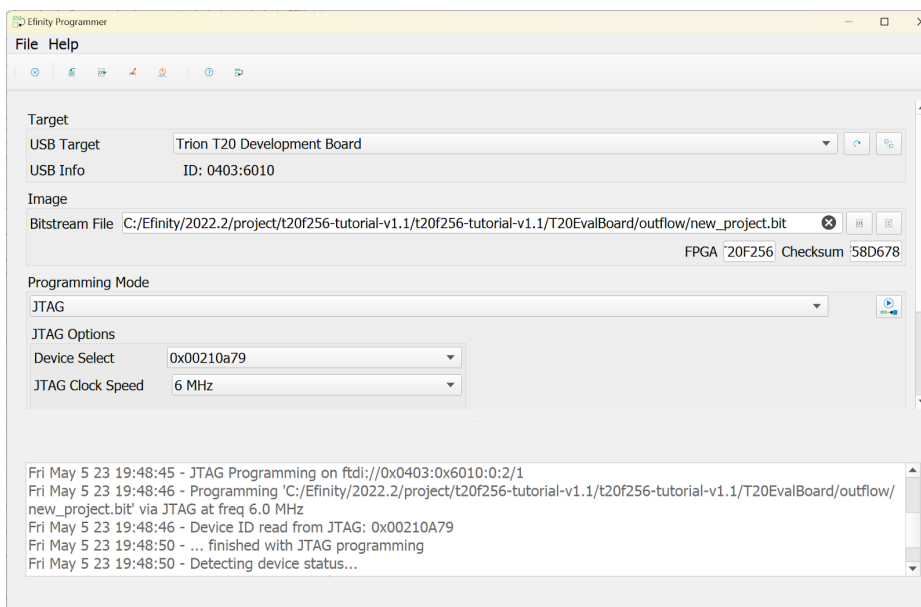 Efinity Programmer
File Help
Target
USB Target Trion T20 Development Board
USB Info ID: 0403:6010
Image
Bitstream File C:/Efinity/2022.2/project/t20f256-tutorial-v1.1/t20f256-tutorial-v1.1/T20EvalBoard/outflow/new_project.bit
FPGA T20F256 Checksum F58D678
Programming Mode
JTAG
JTAG Options
Device Select 0x00210a79
JTAG Clock Speed 6 MHz
Fri May 5 23 19:48:45 - JTAG Programming on ftdi://0x0403:0x6010:0:2/1
Fri May 5 23 19:48:46 - Programming 'C:/Efinity/2022.2/project/t20f256-tutorial-v1.1/t20f256-tutorial-v1.1/T20EvalBoard/outflow/
new_project.bit' via JTAG at freq 6.0 MHz
Fri May 5 23 19:48:46 - Device ID read from JTAG: 0x00210A79
Fri May 5 23 19:48:50 - ... finished with JTAG programming
Fri May 5 23 19:48:50 - Detecting device status...